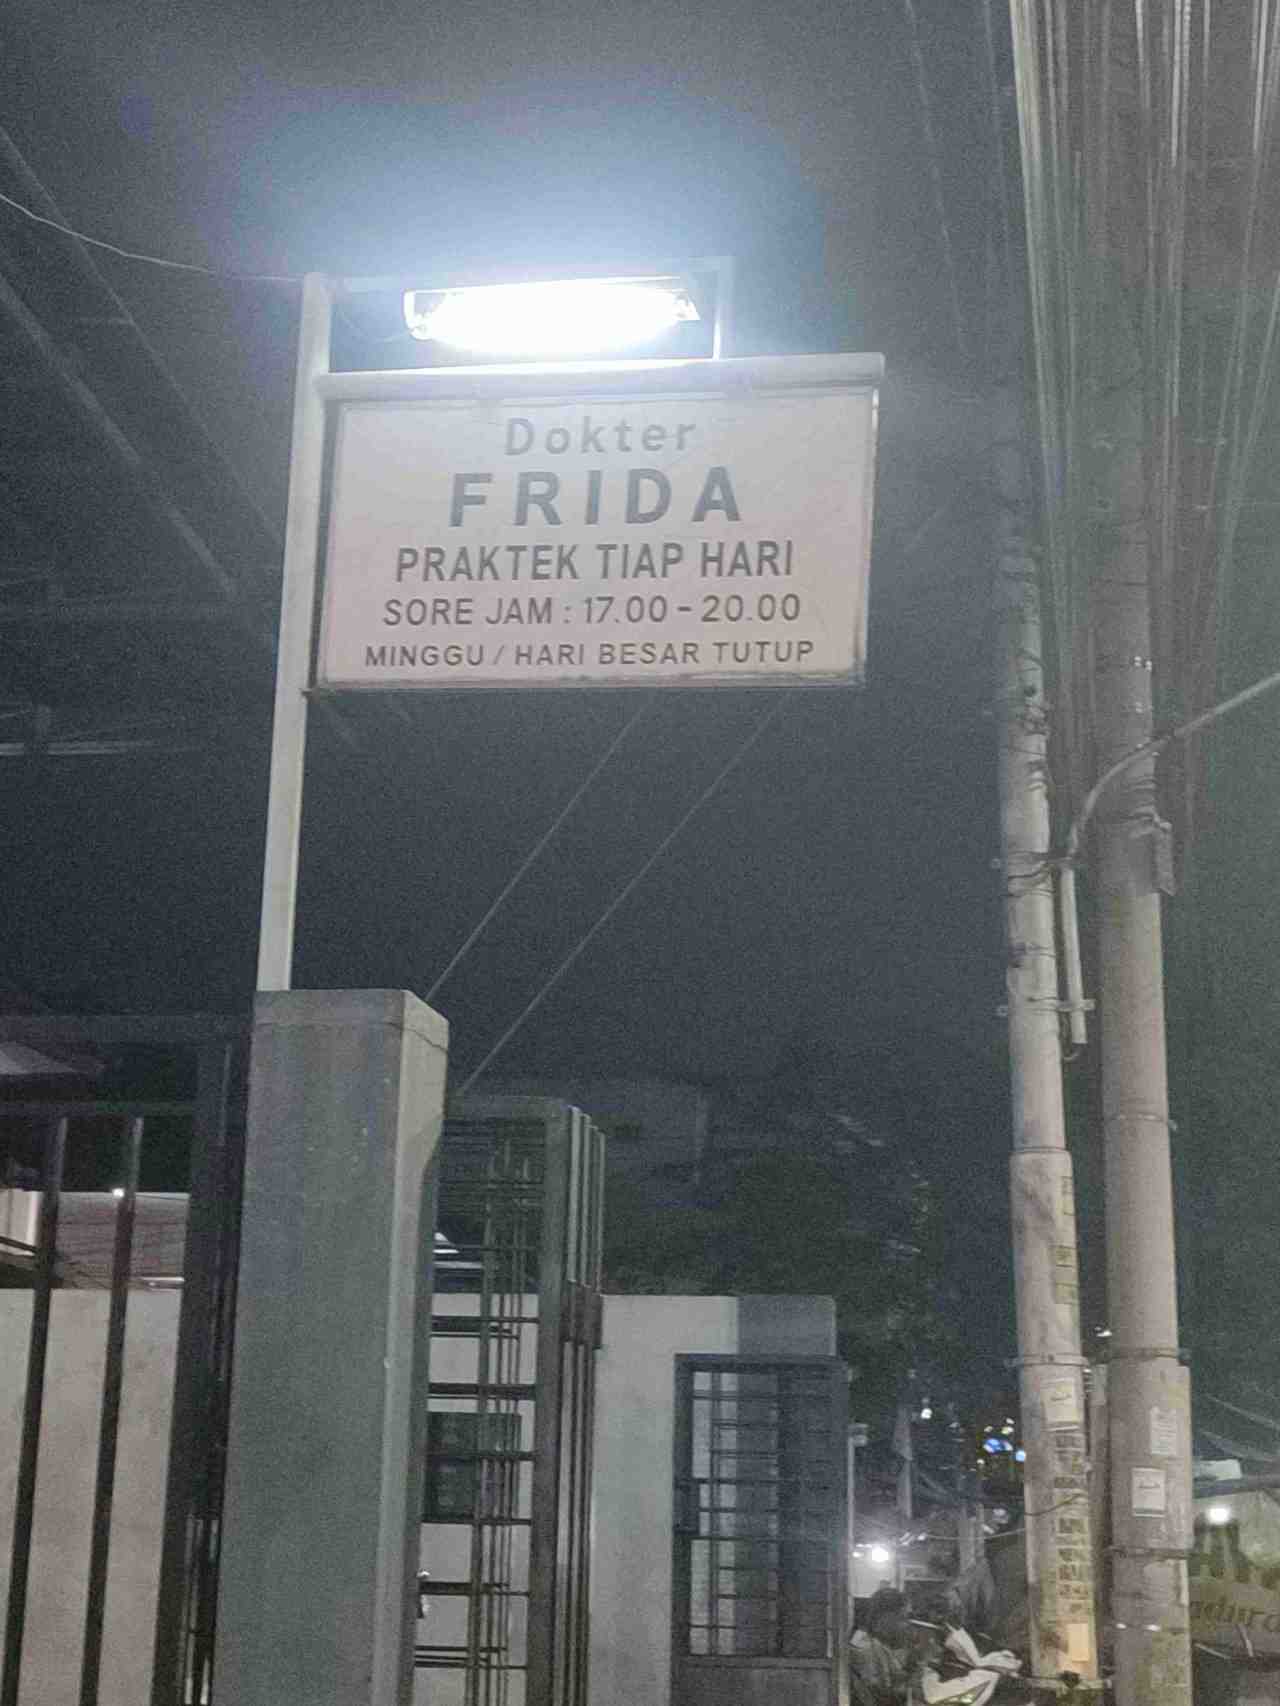 Dokter
FRIDA
PRAKTEK TIAP HARI
SORE JAM : 17.00 - 20.00
MINGGU / HARI BESAR TUTUP